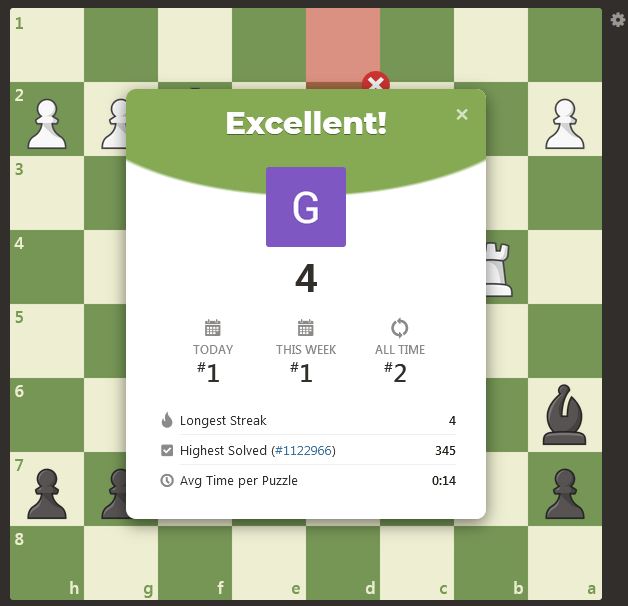 1
2
Excellent!
×
3
G
4
4
5
TODAY THIS WEEK ALL TIME
#1 #1 #2
6
Longest Streak 4
Highest Solved (#1122966) 345
7
Avg Time per Puzzle 0:14
8
h g f e d c b a